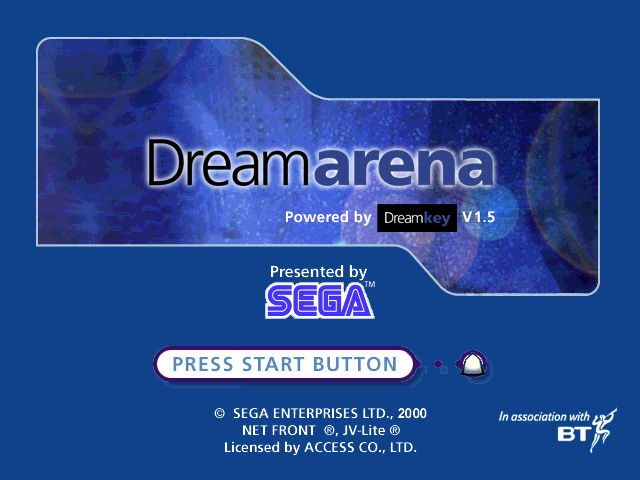 Dreamarena
Powered by Dreamkey V1.5
Presented by
SEGA™
PRESS START BUTTON
© SEGA ENTERPRISES LTD., 2000
NET FRONT ®, JV-Lite ®
Licensed by ACCESS CO., LTD.
In association with
BT